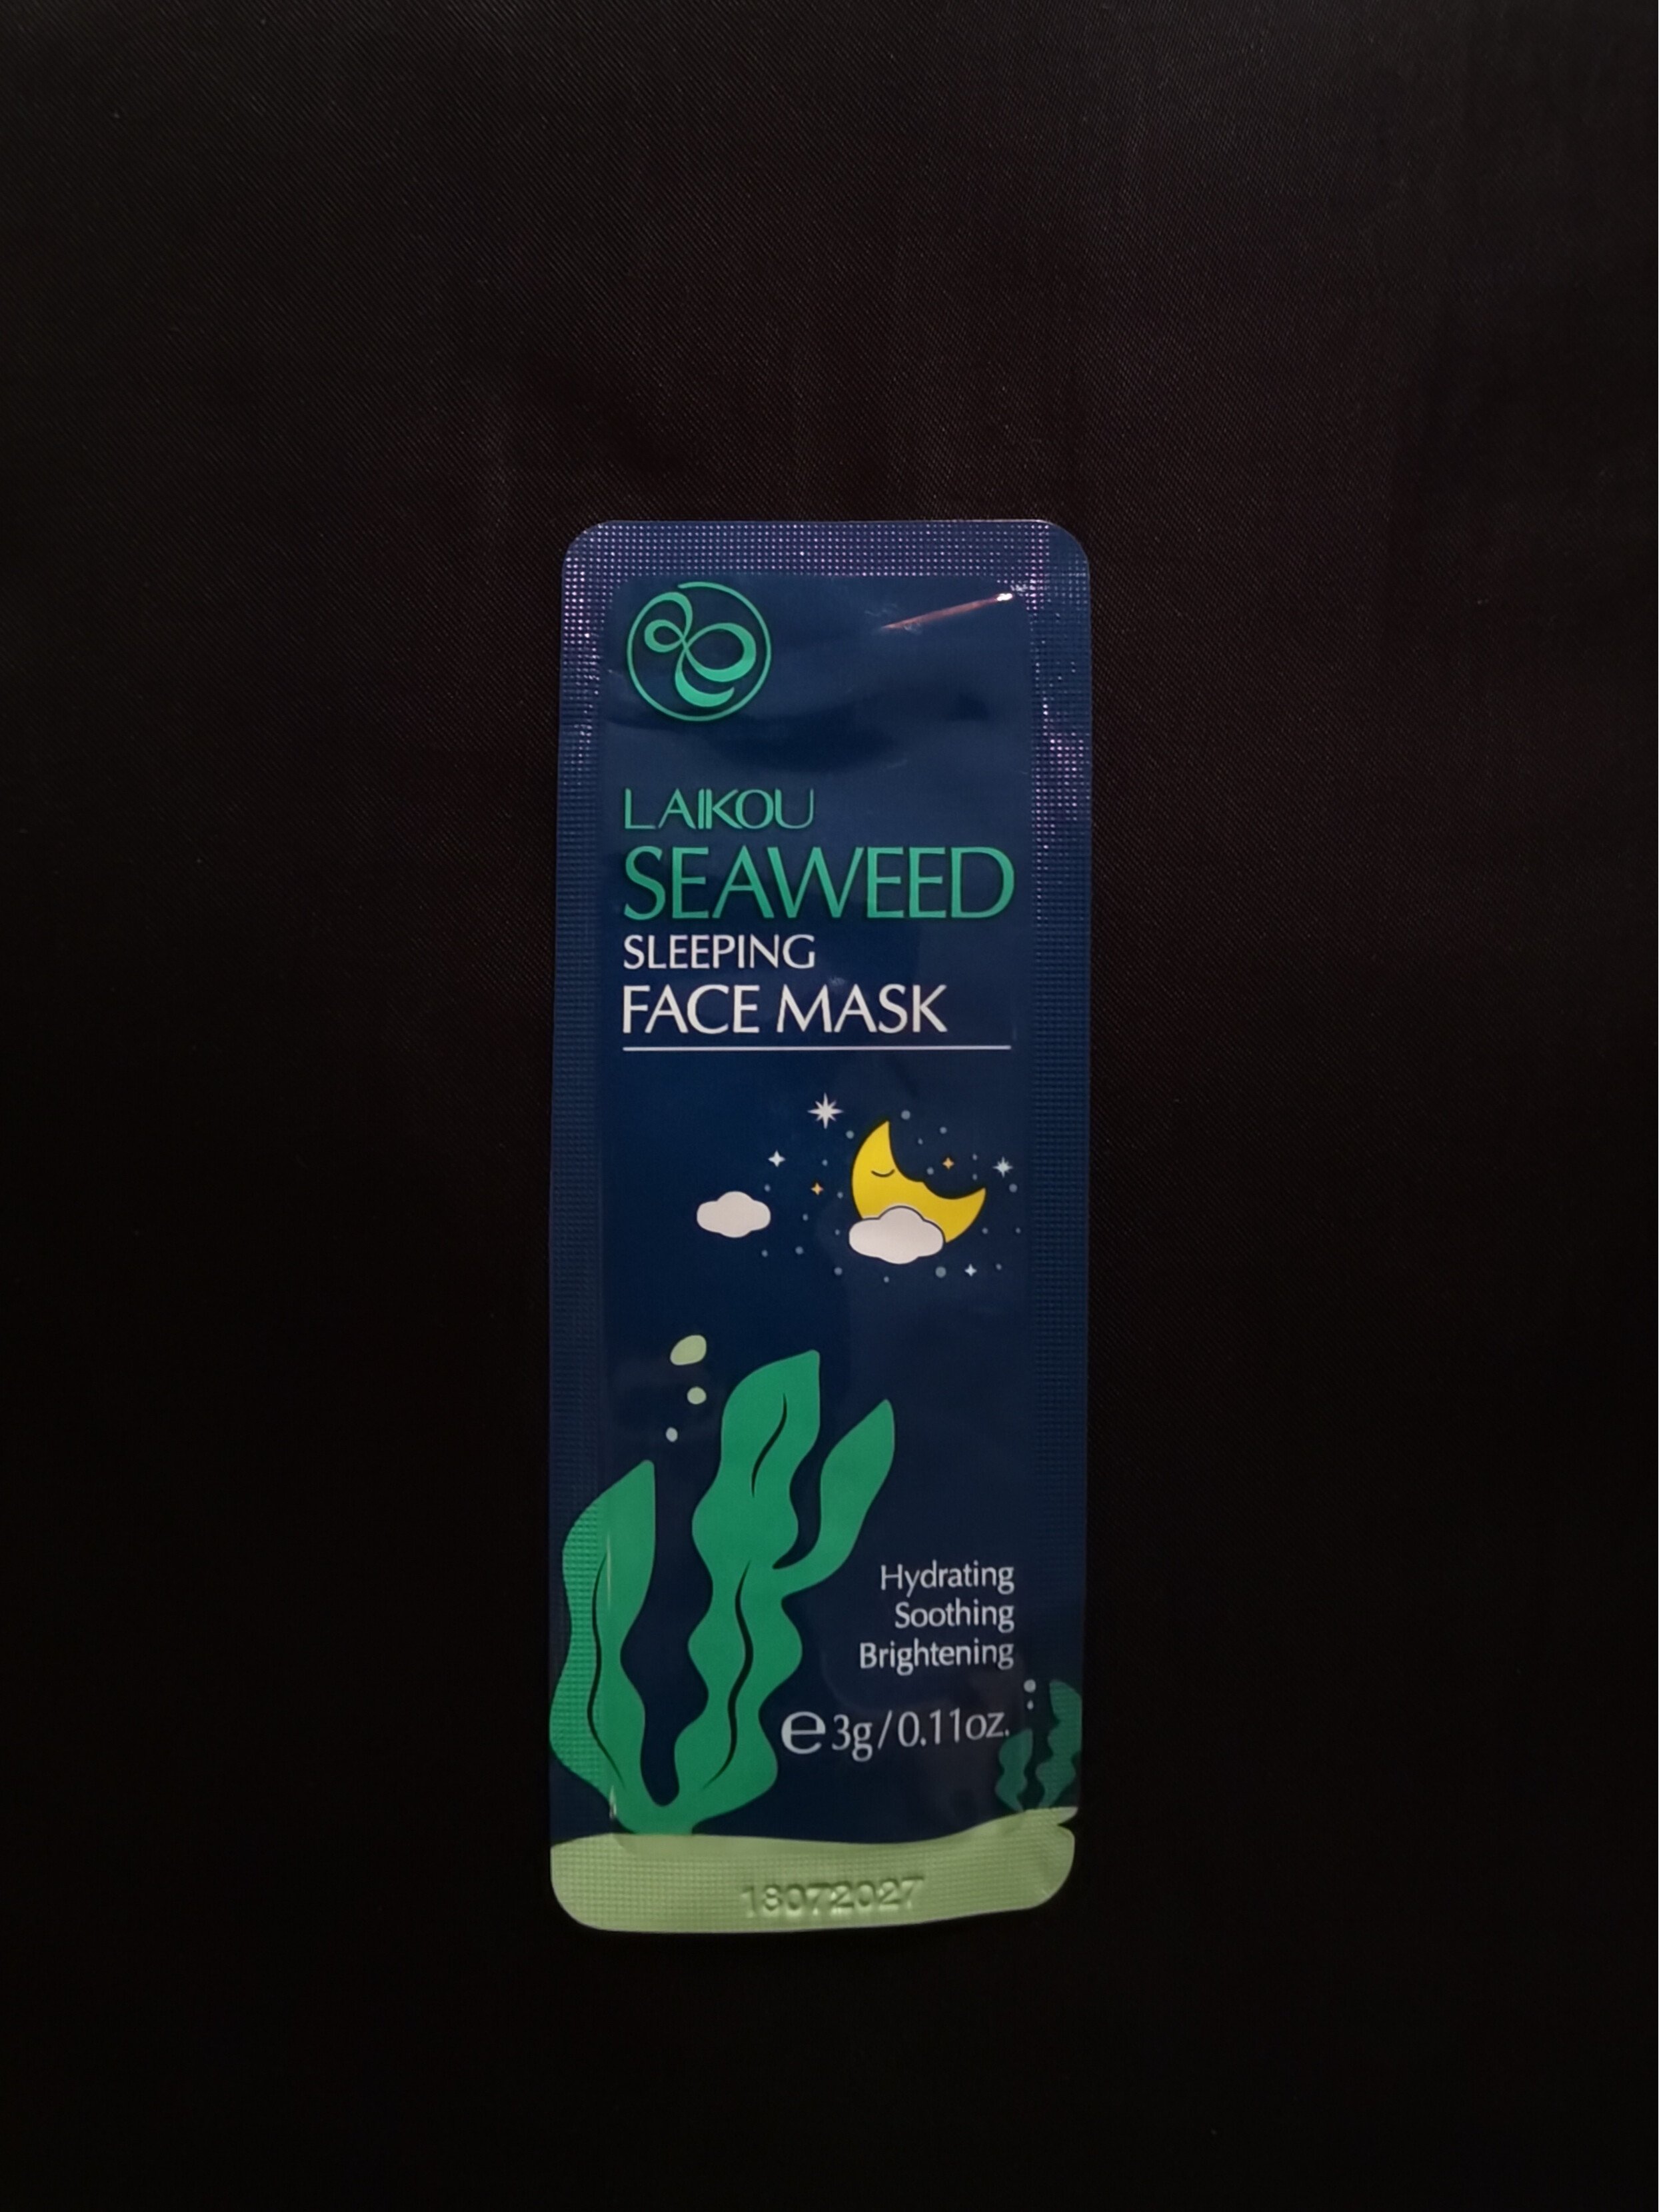 LAIKOU
SEAWEED
SLEEPING
FACE MASK
Hydrating
Soothing
Brightening
℮ 3g/0.11oz.
18072027